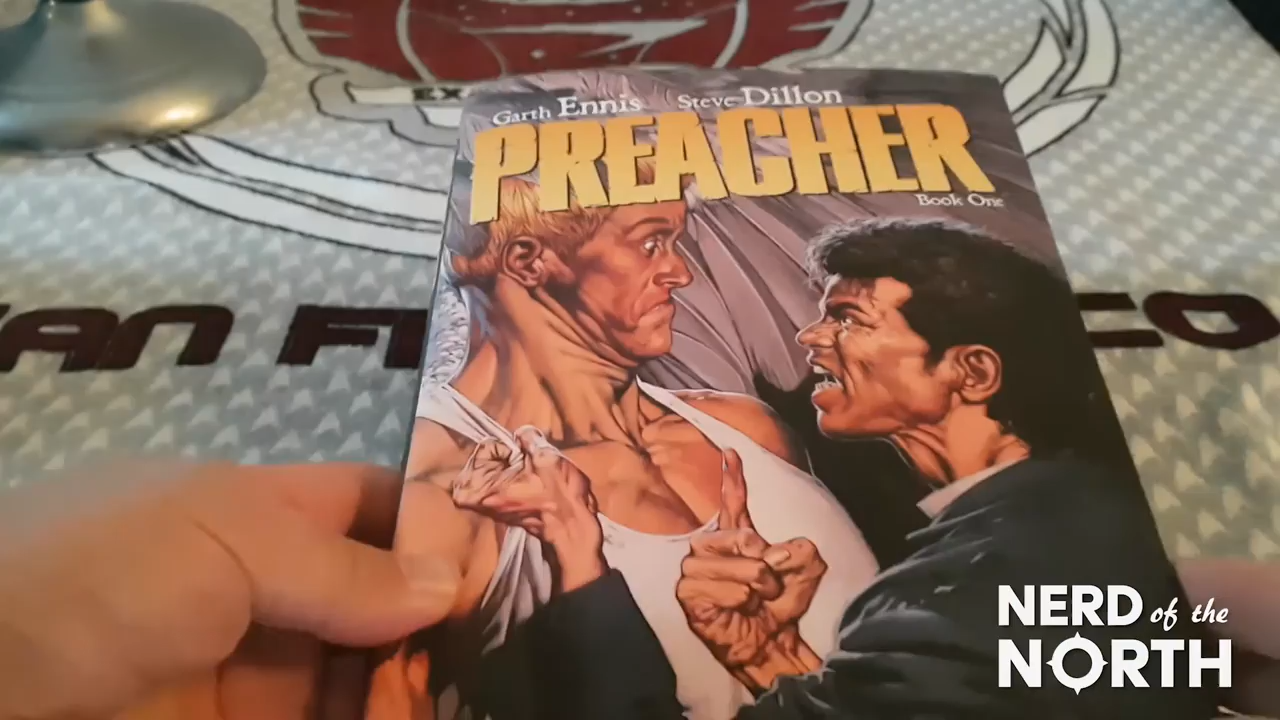 Garth Ennis Steve Dillon
PREACHER
Book One
NERD of the
NORTH